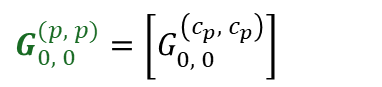 G_{0, 0}^{(p, p)} = [G_{0, 0}^{(c_p, c_p)}]